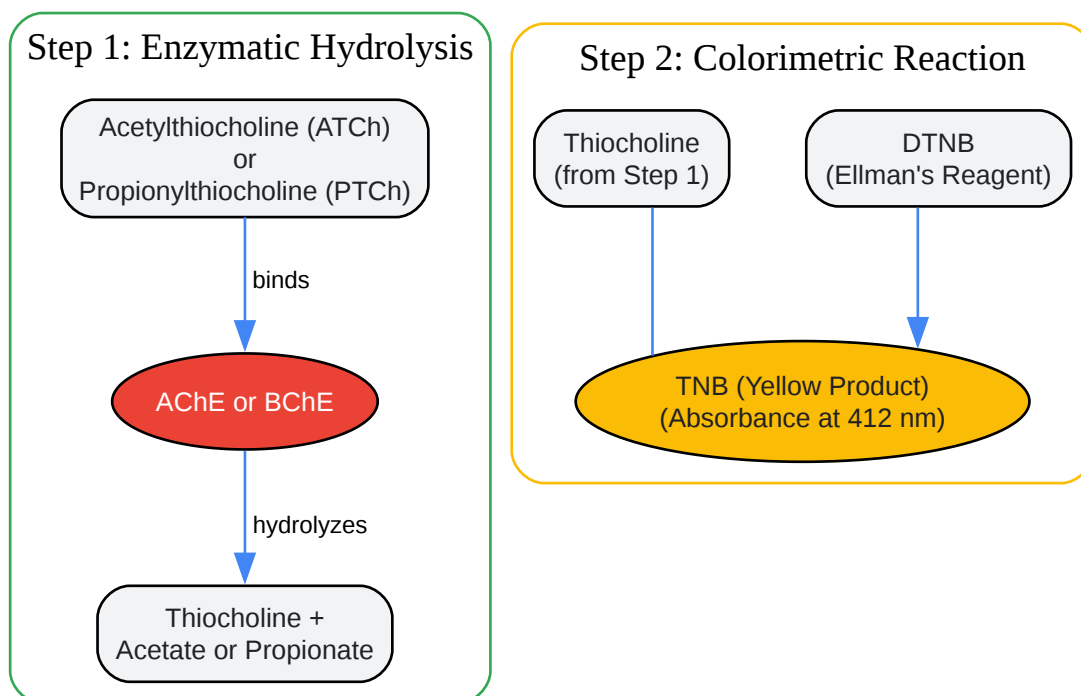 Step 1: Enzymatic Hydrolysis
Acetylthiocholine (ATCh)
or
Propionylthiocholine (PTCh)
binds
AChE or BChE
hydrolyzes
Thiocholine +
Acetate or Propionate
Step 2: Colorimetric Reaction
Thiocholine
(from Step 1)
DTNB
(Ellman's Reagent)
TNB (Yellow Product)
(Absorbance at 412 nm)